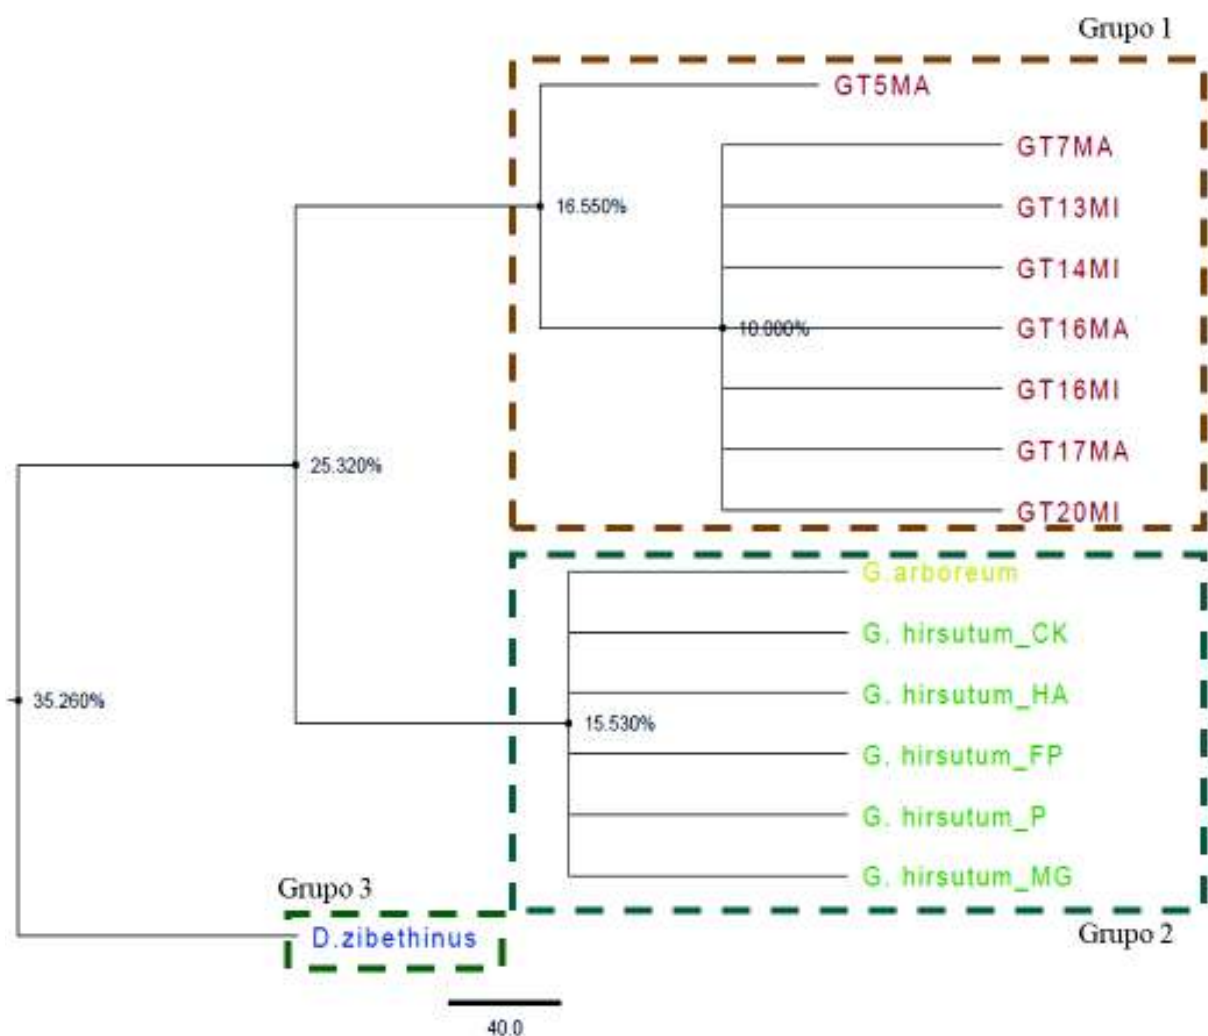 Grupo 1
GT5MA
GT7MA
16.550%
GT13MI
GT14MI
10.000%
GT16MA
GT16MI
25.320%
GT17MA
GT20MI
G.arboreum
G. hirsutum_CK
G. hirsutum_HA
35.260%
15.530%
G. hirsutum_FP
G. hirsutum_P
G. hirsutum_MG
Grupo 3
D.zibethinus
Grupo 2
40.0